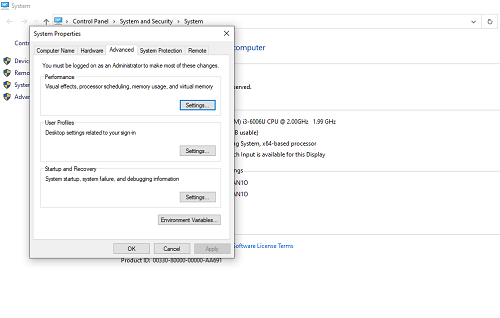 System
Control Panel > System and Security > System
System Properties
Computer Name Hardware Advanced System Protection Remote
You must be logged on as an Administrator to make most of these changes.
Performance
Visual effects, processor scheduling, memory usage, and virtual memory
Settings...
User Profiles
Desktop settings related to your sign-in
Settings...
Startup and Recovery
System startup, system failure, and debugging information
Settings...
Environment Variables...
OK Cancel Apply
Contr
Devic
Remo
Syste
Advar
computer
served.
M) i3-6006U CPU @ 2.00GHz 1.99 GHz
B usable)
ng System, x64-based processor
ch Input is available for this Display
ngs
AN1O
AN1O
Software License Terms
Product ID: 00330-80000-00000-AA691